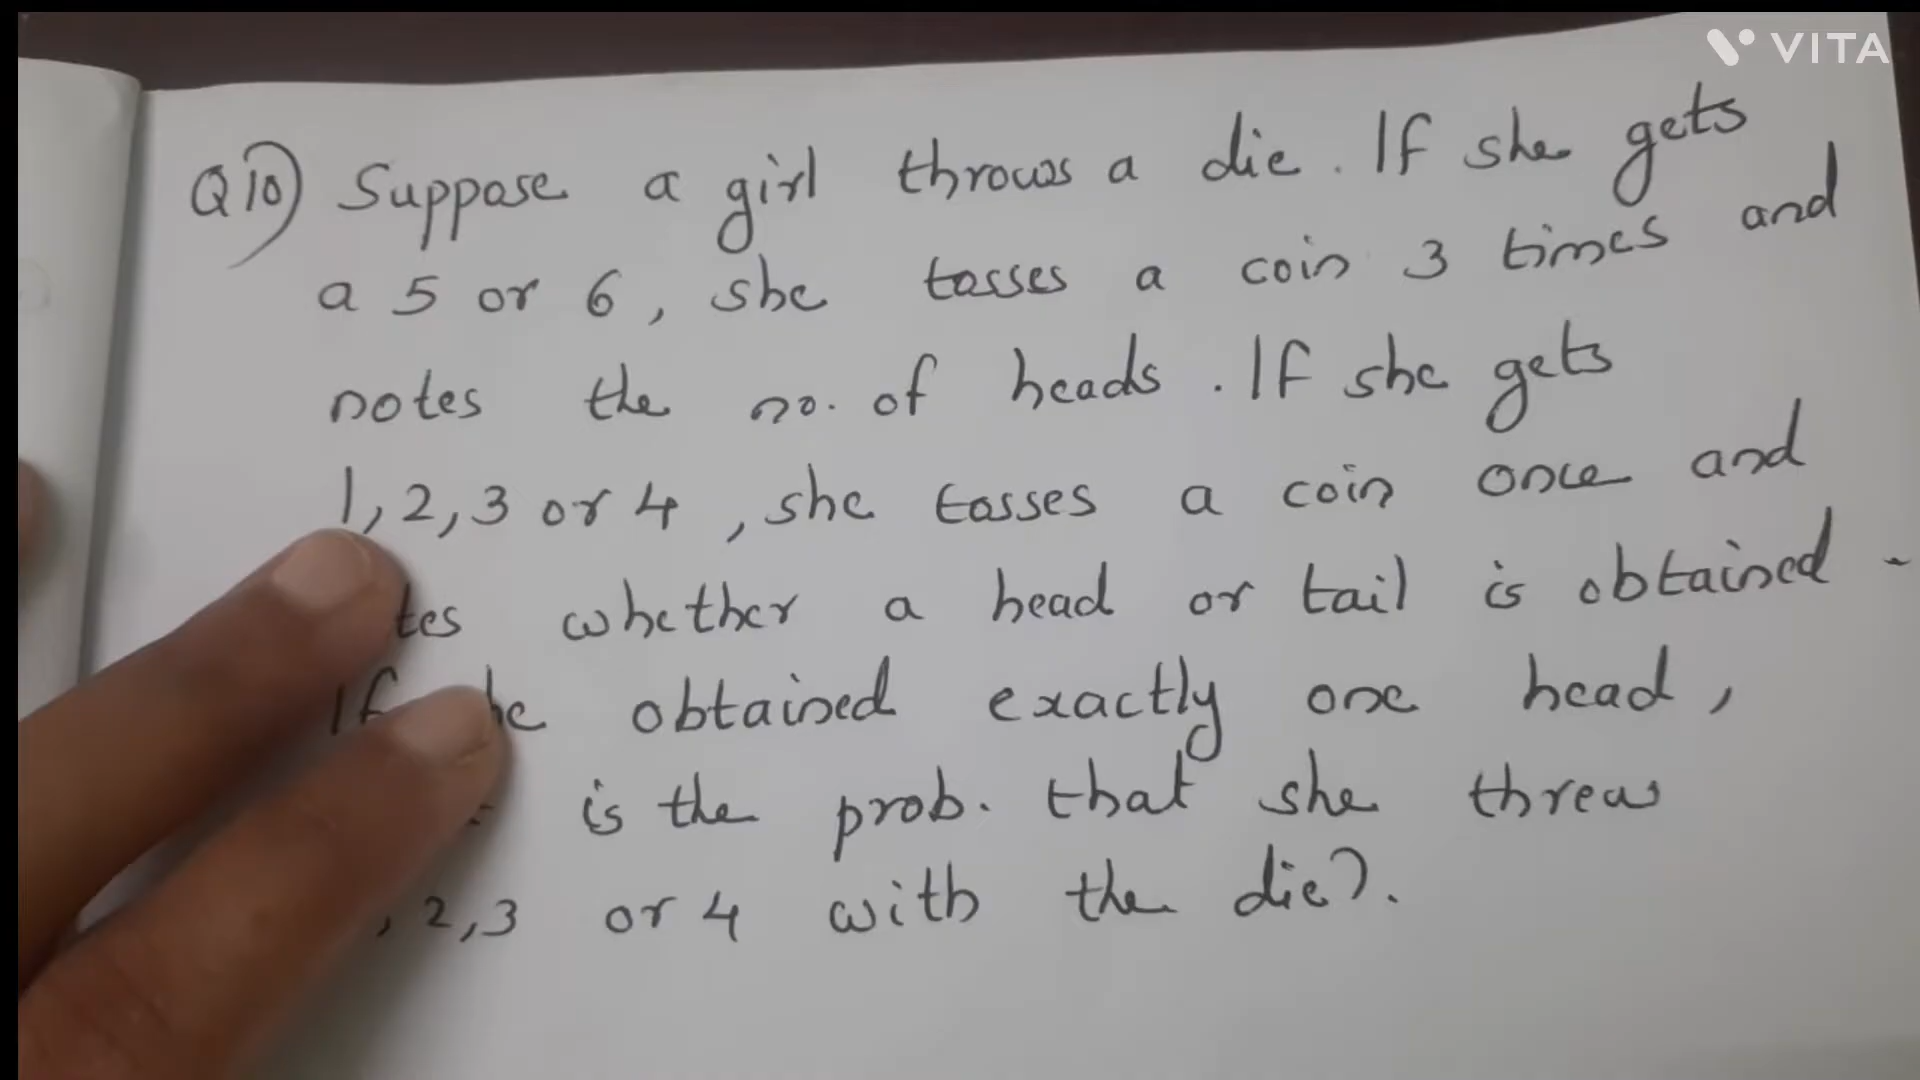 VITA
Q10) Suppose a girl throws a die. If she gets
a 5 or 6, she tosses a coin 3 times and
notes the no. of heads. If she gets
1, 2, 3 or 4, she tosses a coin once and
tes whether a head or tail is obtained.
If he obtained exactly one head,
is the prob. that she threw
, 2, 3 or 4 with the die?.